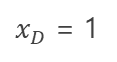 x_D = 1